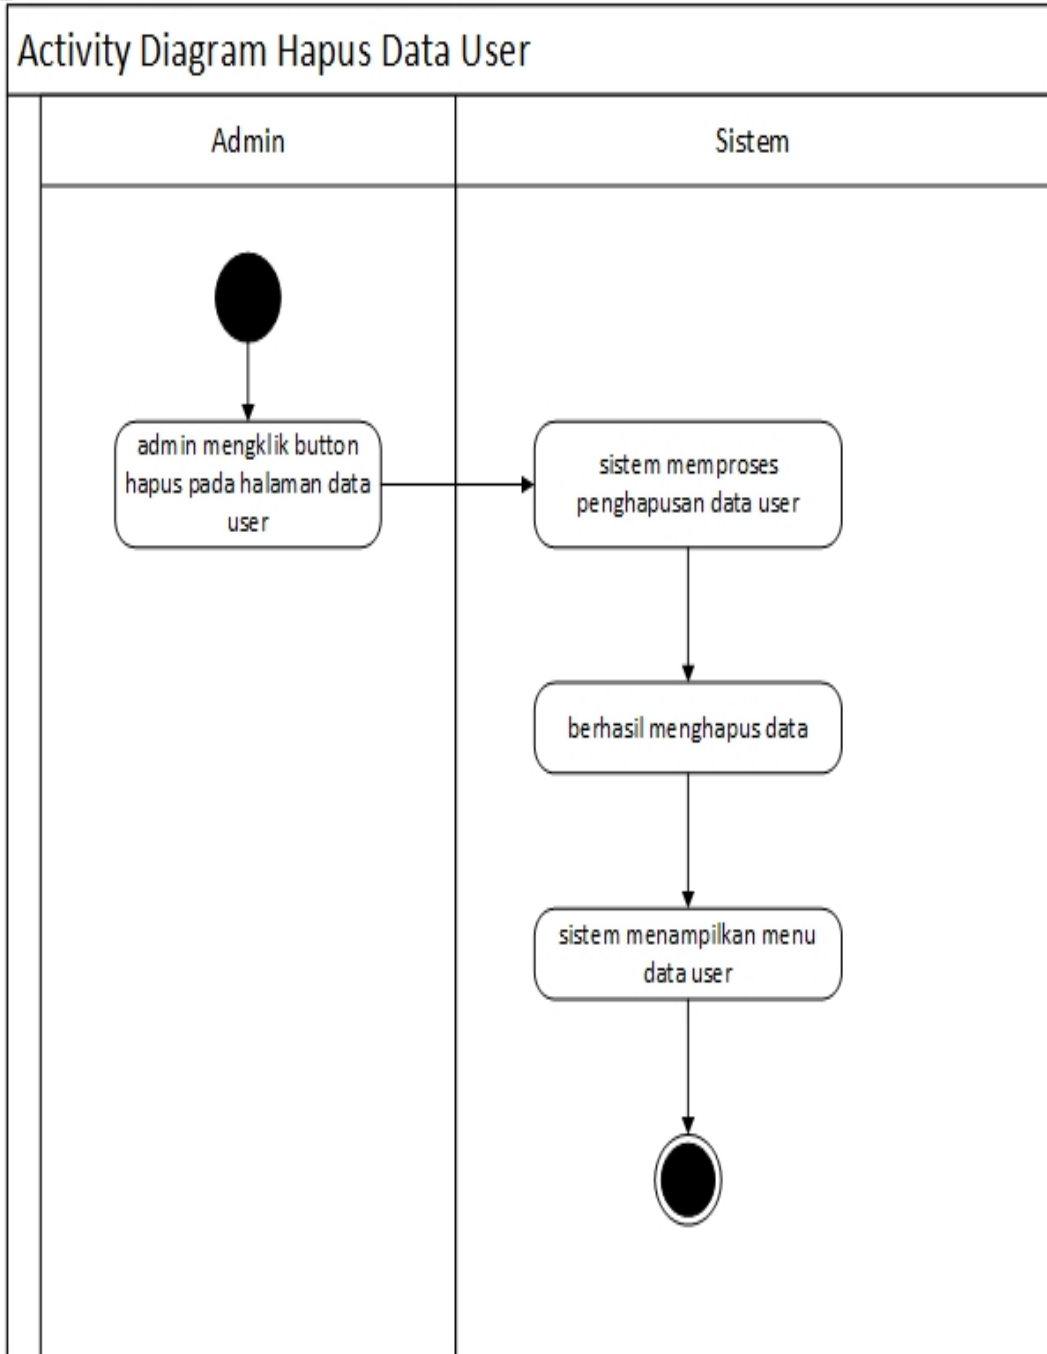 Activity Diagram Hapus Data User
Admin
Sistem
admin mengklik button
hapus pada halaman data
user
sistem memproses
penghapusan data user
berhasil menghapus data
sistem menampilkan menu
data user